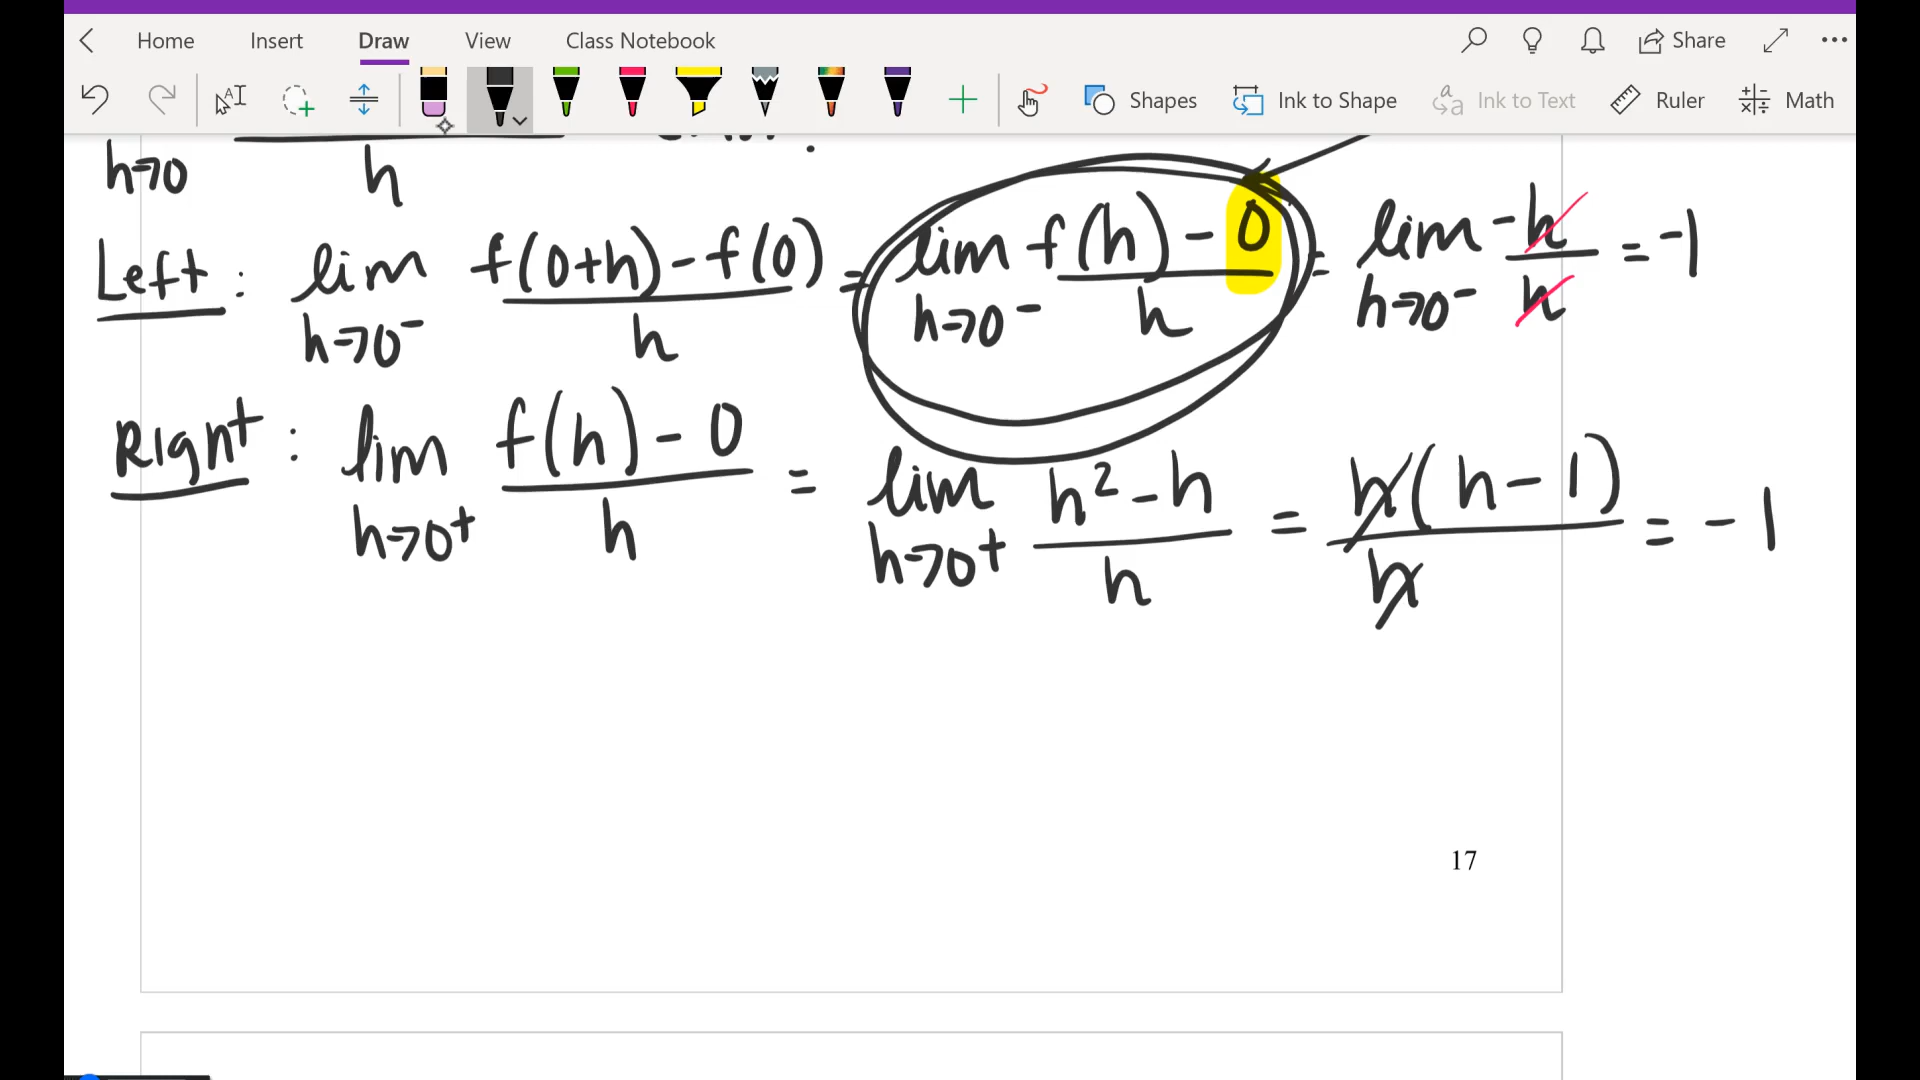 Home Insert Draw View Class Notebook Share
Shapes Ink to Shape Ink to Text Ruler Math
h→0 h
Left: lim h→0⁻ f(0+h)-f(0) / h = lim h→0⁻ f(h)-0 / h = lim h→0⁻ -h / h = -1
Right: lim h→0⁺ f(h)-0 / h = lim h→0⁺ h²-h / h = h(h-1) / h = -1
17